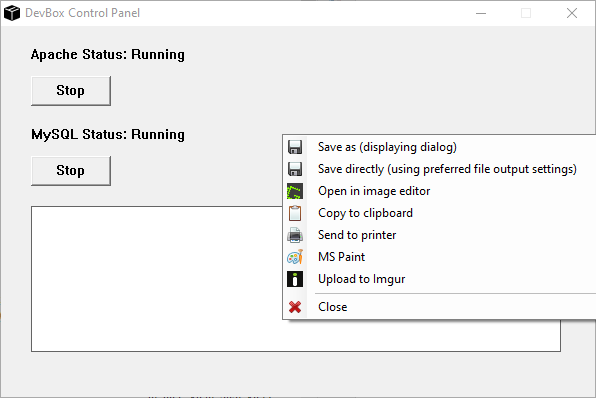 DevBox Control Panel
Apache Status: Running
Stop
MySQL Status: Running
Stop
Save as (displaying dialog)
Save directly (using preferred file output settings)
Open in image editor
Copy to clipboard
Send to printer
MS Paint
Upload to Imgur
Close